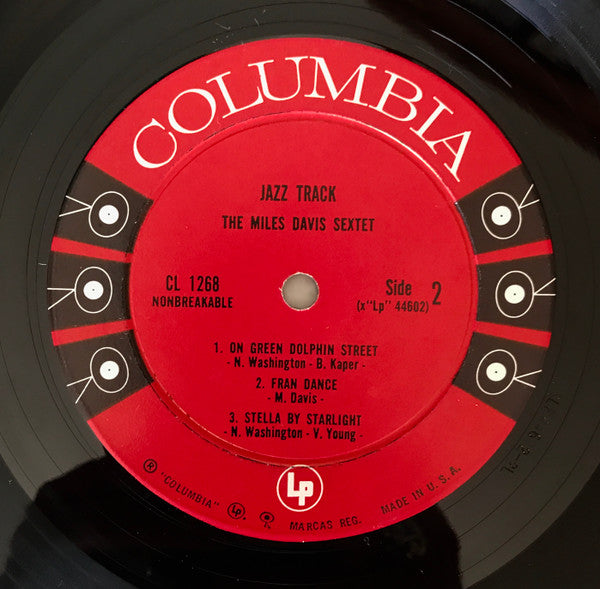 COLUMBIA
JAZZ TRACK
THE MILES DAVIS SEXTET
CL 1268
NONBREAKABLE
Side 2
(x"Lp" 44602)
1. ON GREEN DOLPHIN STREET
- N. Washington - B. Kaper -
2. FRAN DANCE
- M. Davis -
3. STELLA BY STARLIGHT
- N. Washington - V. Young -
Lp
® "COLUMBIA" Lp MARCAS REG. MADE IN U. S. A.